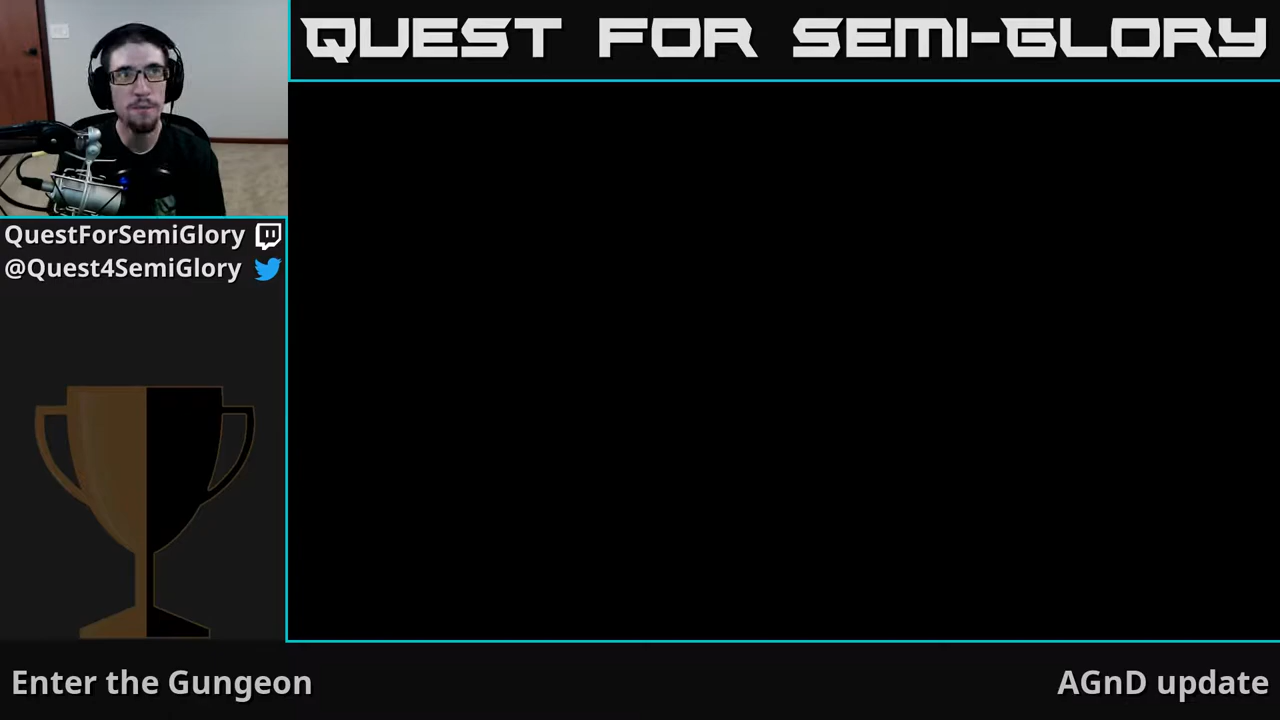 QUEST FOR SEMI-GLORY
QuestForSemiGlory
@Quest4SemiGlory
Enter the Gungeon
AGnD update